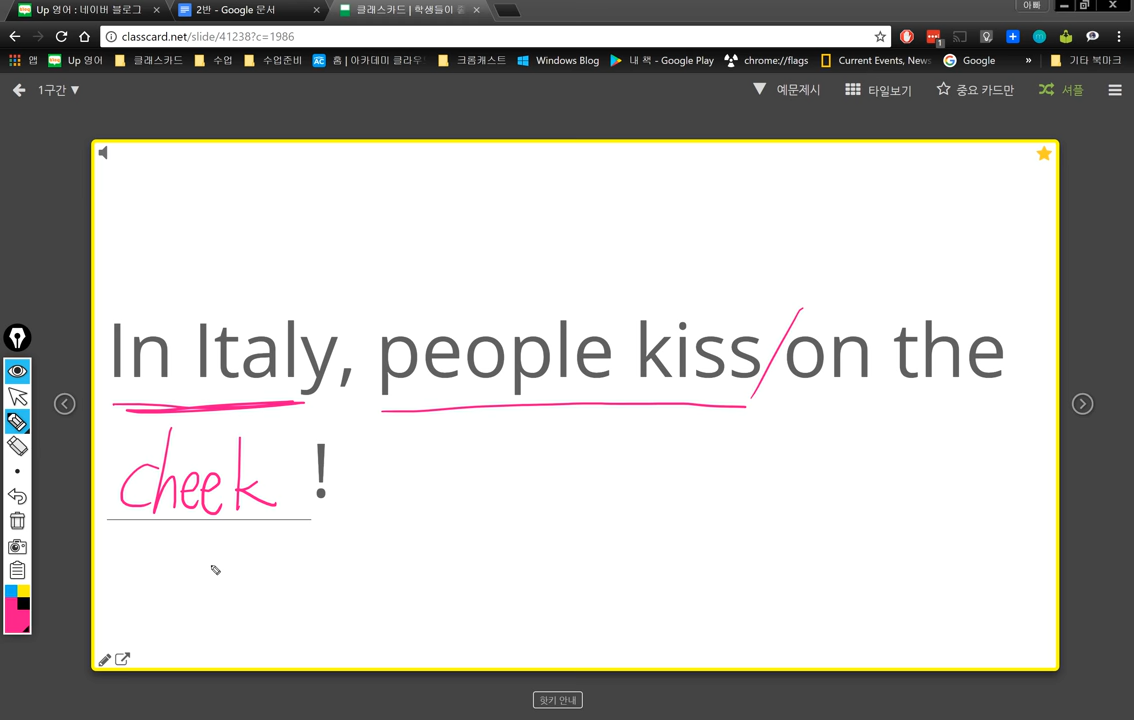 Up 영어 : 네이버 블로그
2반 - Google 문서
클래스카드 | 학생들이
아빠
classcard.net/slide/41238?c=1986
앱 Up 영어 클래스카드 수업 수업준비 AC 홈 | 아카데미 클라우 크롬캐스트 Windows Blog 내 책 - Google Play chrome://flags Current Events, News Google » 기타 북마크
1구간 ▼ ▼ 예문제시 타일보기 중요 카드만 셔플
In Italy, people kiss/on the
cheek !
핫키 안내